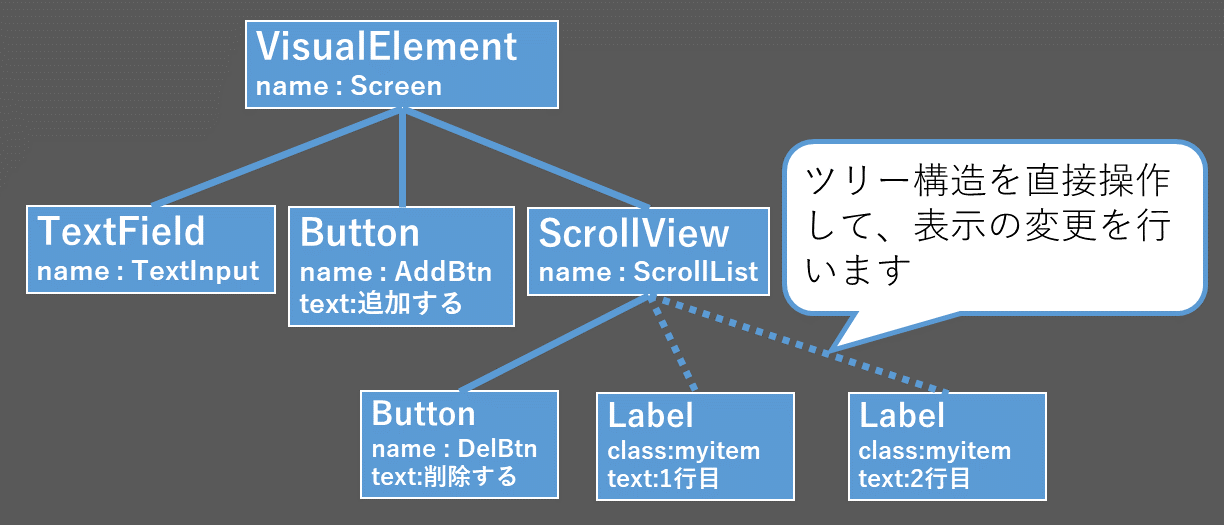 VisualElement
name : Screen
TextField
name : TextInput
Button
name : AddBtn
text:追加する
ScrollView
name : ScrollList
ツリー構造を直接操作
して、表示の変更を行
います
Button
name : DelBtn
text:削除する
Label
class:myitem
text:1行目
Label
class:myitem
text:2行目